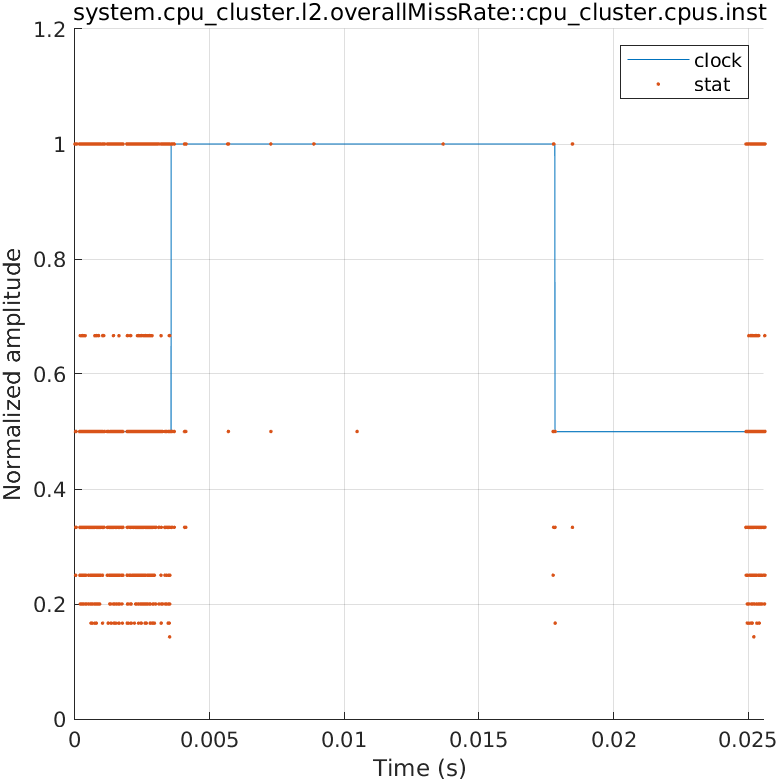 system.cpu_cluster.l2.overallMissRate::cpu_cluster.cpus.inst
clock
stat
1.2
1
0.8
0.6
0.4
0.2
0
Normalized amplitude
0
0.005
0.01
0.015
0.02
0.025
Time (s)